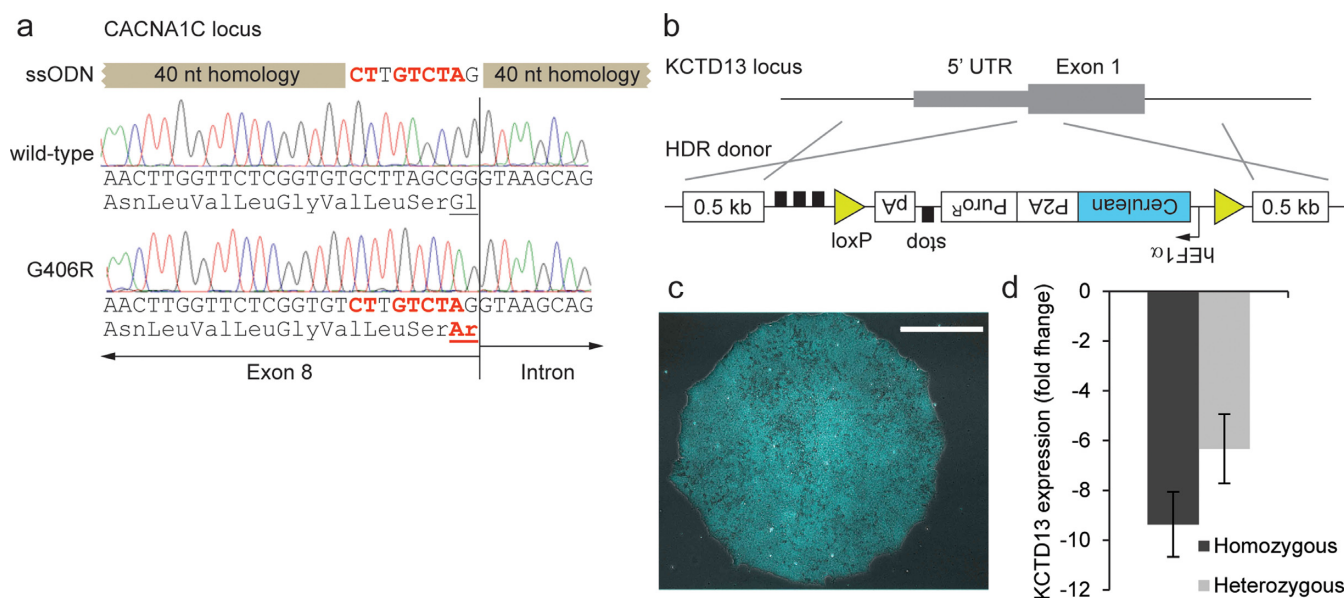 a
CACNA1C locus
ssODN 40 nt homology CTTGTCTAG 40 nt homology
wild-type
AACTTGGTTCTCGGTGTGCTTAGCGGGTAAGCAG
AsnLeuValLeuGlyValLeuSerGl
G406R
AACTTGGTTCTCGGTGTCTTGTCTAGGTAAGCAG
AsnLeuValLeuGlyValLeuSerAr
Exon 8 Intron
b
KCTD13 locus 5' UTR Exon 1
HDR donor
0.5 kb loxP pA stop PuroR P2A Cerulean hEF1α 0.5 kb
c
d
KCTD13 expression (fold fhange)
0
-2
-4
-6
-8
-10
-12
Homozygous
Heterozygous